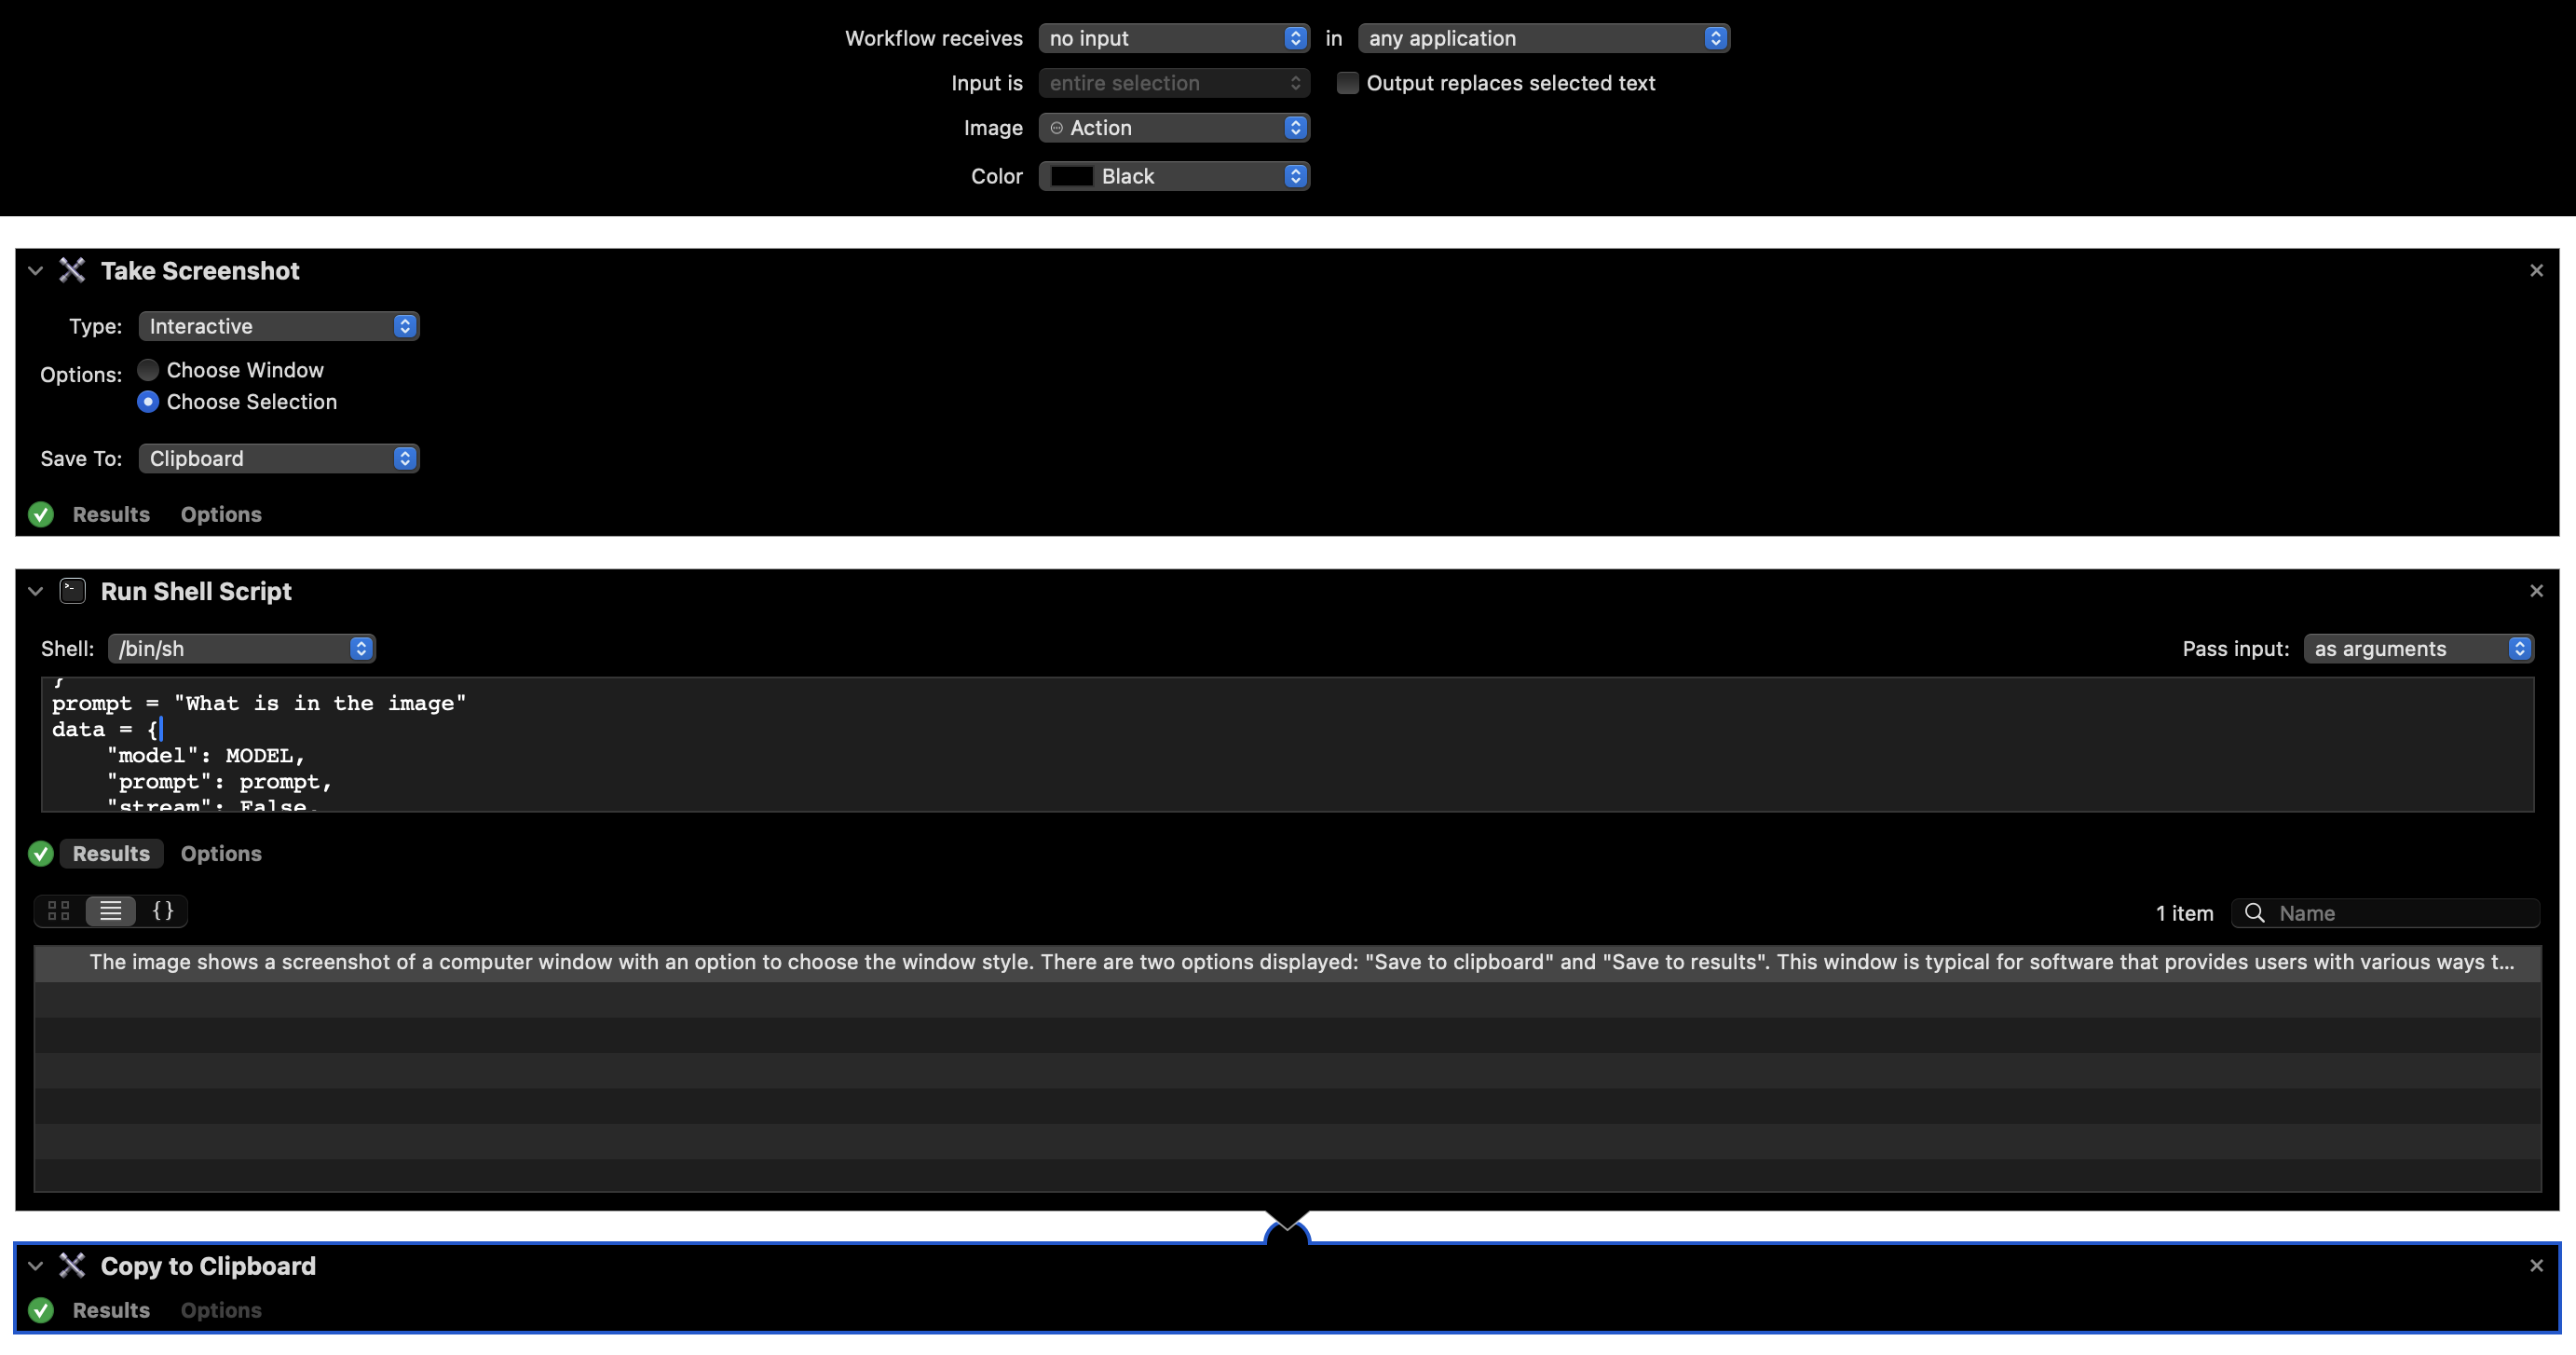 Workflow receives no input in any application
Input is entire selection Output replaces selected text
Image Action
Color Black
Take Screenshot
Type: Interactive
Options: Choose Window
Choose Selection
Save To: Clipboard
Results Options
Run Shell Script
Shell: /bin/sh Pass input: as arguments
}
prompt = "What is in the image"
data = {
"model": MODEL,
"prompt": prompt,
"stream": False,
Results Options
{} 1 item Name
The image shows a screenshot of a computer window with an option to choose the window style. There are two options displayed: "Save to clipboard" and "Save to results". This window is typical for software that provides users with various ways t...
Copy to Clipboard
Results Options